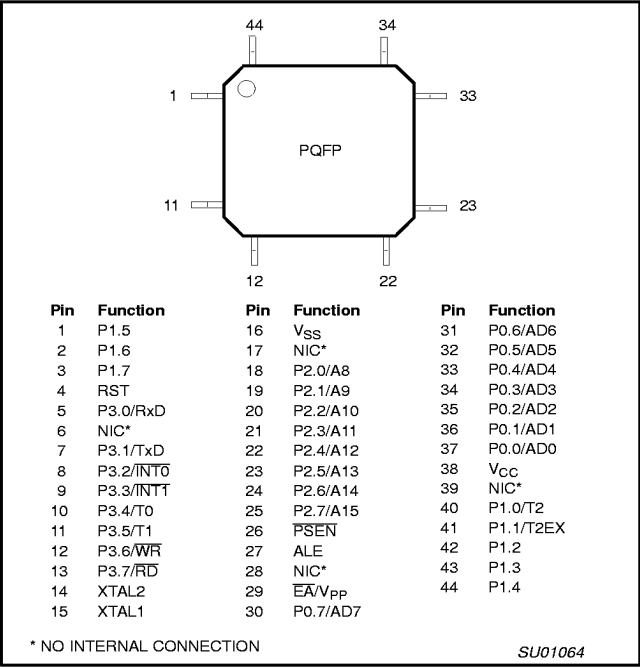 44 34
1 33
PQFP
11 23
12 22
Pin Function Pin Function Pin Function
1 P1.5 16 VSS 31 P0.6/AD6
2 P1.6 17 NIC* 32 P0.5/AD5
3 P1.7 18 P2.0/A8 33 P0.4/AD4
4 RST 19 P2.1/A9 34 P0.3/AD3
5 P3.0/RxD 20 P2.2/A10 35 P0.2/AD2
6 NIC* 21 P2.3/A11 36 P0.1/AD1
7 P3.1/TxD 22 P2.4/A12 37 P0.0/AD0
8 P3.2/I̅N̅T̅0̅ 23 P2.5/A13 38 VCC
9 P3.3/I̅N̅T̅1̅ 24 P2.6/A14 39 NIC*
10 P3.4/T0 25 P2.7/A15 40 P1.0/T2
11 P3.5/T1 26 P̅S̅E̅N̅ 41 P1.1/T2EX
12 P3.6/W̅R̅ 27 ALE 42 P1.2
13 P3.7/R̅D̅ 28 NIC* 43 P1.3
14 XTAL2 29 E̅A̅/VPP 44 P1.4
15 XTAL1 30 P0.7/AD7
* NO INTERNAL CONNECTION
SU01064